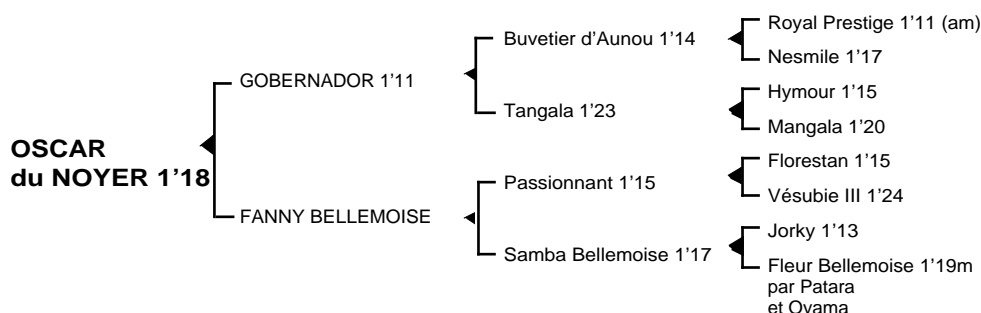 OSCAR
du NOYER 1’18
GOBERNADOR 1’11
FANNY BELLEMOISE
Buvetier d’Aunou 1’14
Tangala 1’23
Passionnant 1’15
Samba Bellemoise 1’17
Royal Prestige 1’11 (am)
Nesmile 1’17
Hymour 1’15
Mangala 1’20
Florestan 1’15
Vésubie III 1’24
Jorky 1’13
Fleur Bellemoise 1’19m
par Patara
et Oyama